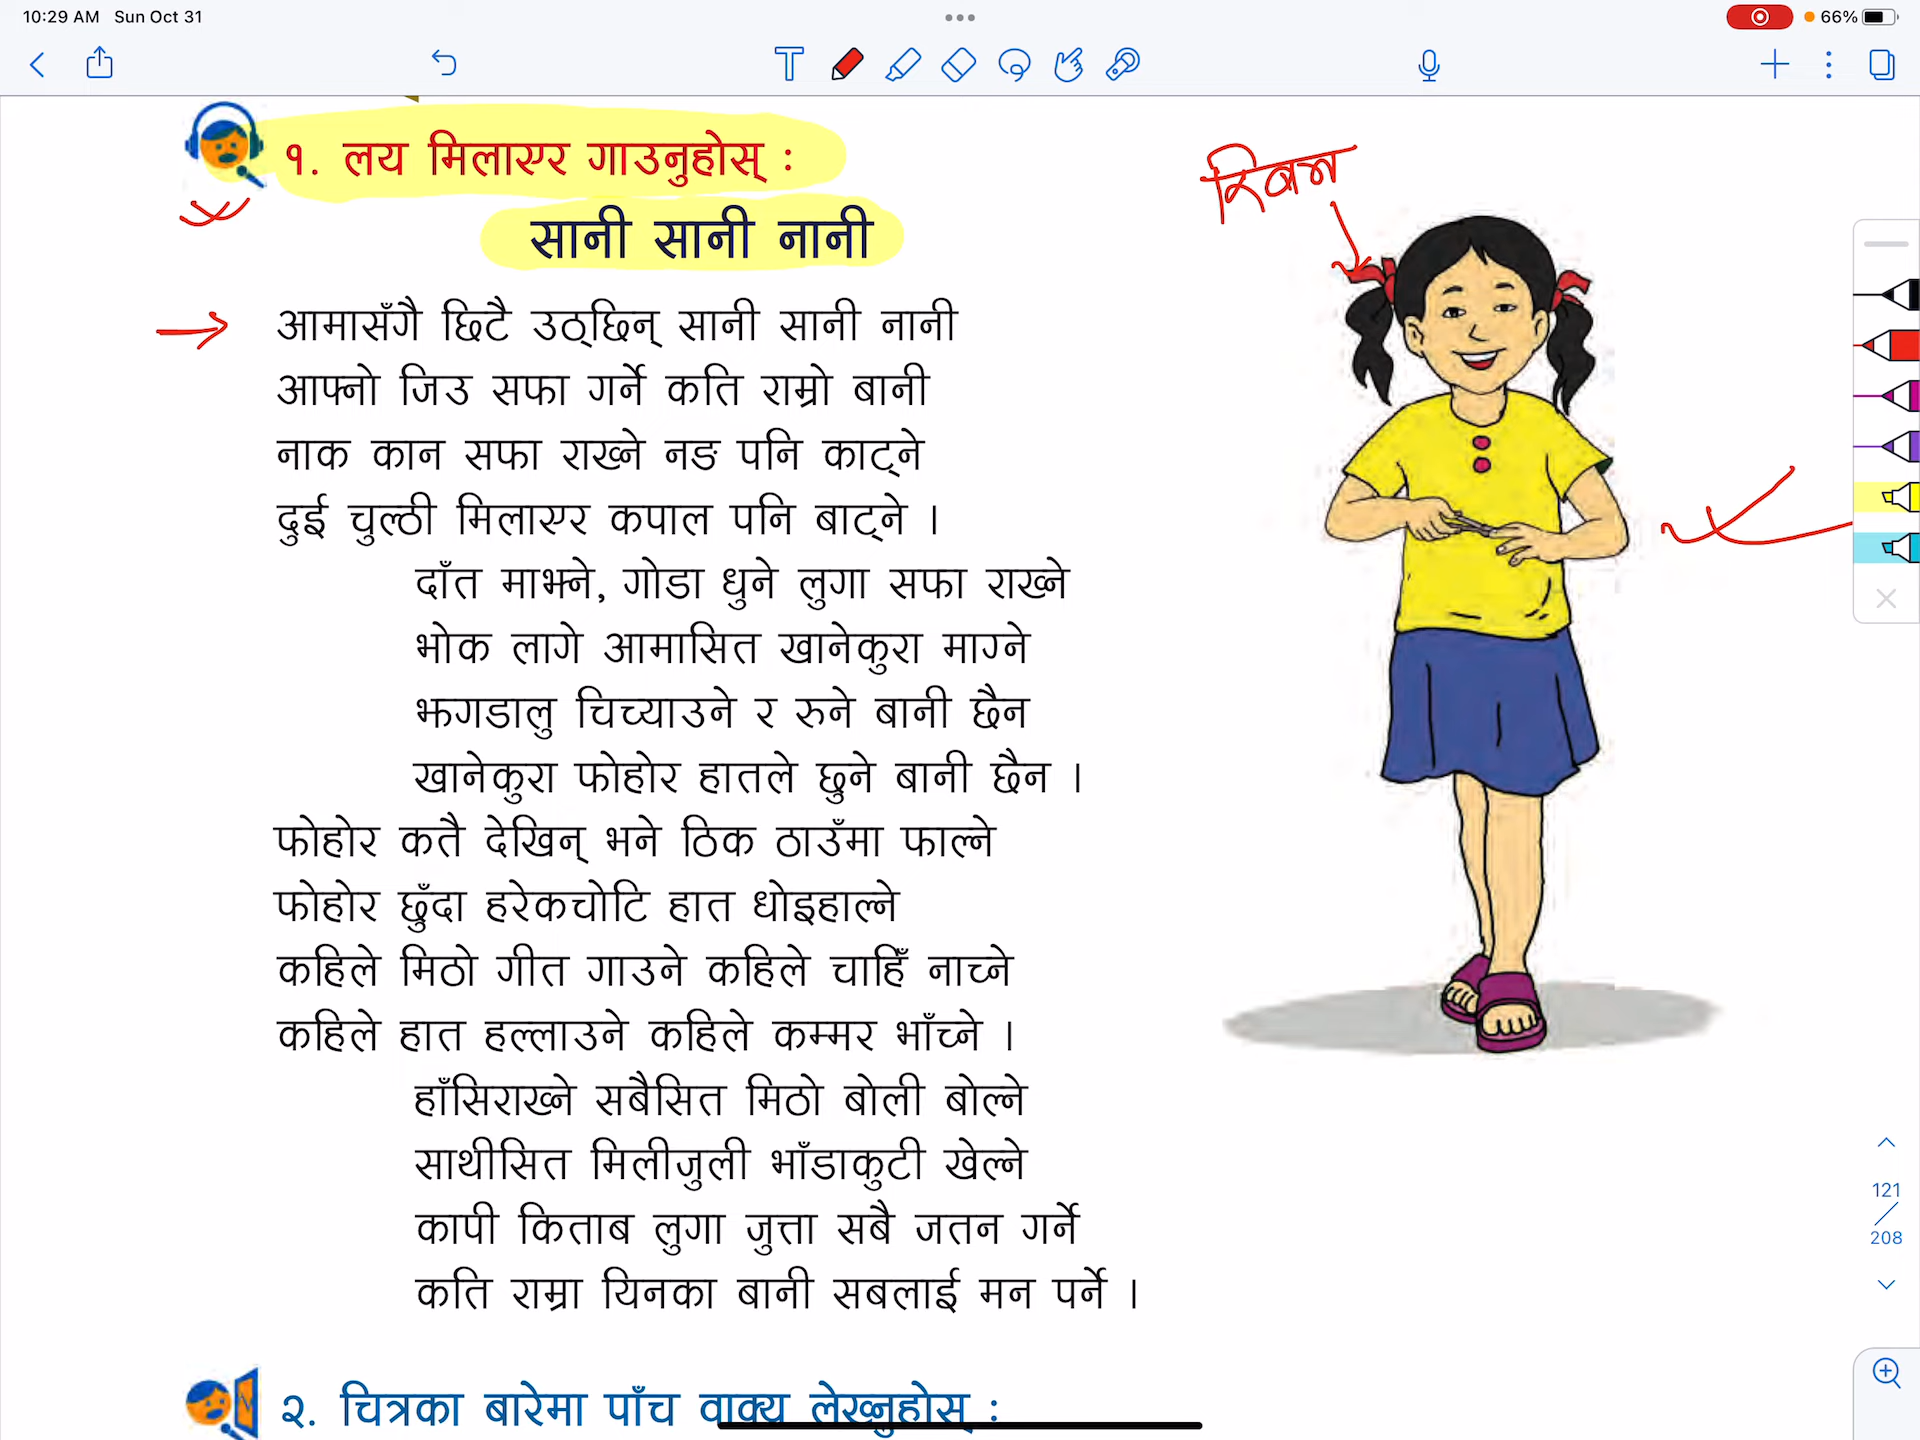 10:29 AM Sun Oct 31
66%
१. लय मिलाएर गाउनुहोस् :
सानी सानी नानी
रिबन
आमासँगै छिटै उठ्छिन् सानी सानी नानी
आफ्नो जिउ सफा गर्ने कति राम्रो बानी
नाक कान सफा राख्ने नङ पनि काट्ने
दुई चुल्ठी मिलाएर कपाल पनि बाट्ने ।
दाँत माझ्ने, गोडा धुने लुगा सफा राख्ने
भोक लागे आमासित खानेकुरा माग्ने
झगडालु चिच्याउने र रुने बानी छैन
खानेकुरा फोहोर हातले छुने बानी छैन ।
फोहोर कतै देखिन् भने ठिक ठाउँमा फाल्ने
फोहोर छुँदा हरेकचोटि हात धोइहाल्ने
कहिले मिठो गीत गाउने कहिले चाहिँ नाच्ने
कहिले हात हल्लाउने कहिले कम्मर भाँच्ने ।
हाँसिराख्ने सबैसित मिठो बोली बोल्ने
साथीसित मिलीजुली भाँडाकुटी खेल्ने
कापी किताब लुगा जुत्ता सबै जतन गर्ने
कति राम्रा यिनका बानी सबलाई मन पर्ने ।
121
208
२. चित्रका बारेमा पाँच वाक्य लेख्नुहोस् :